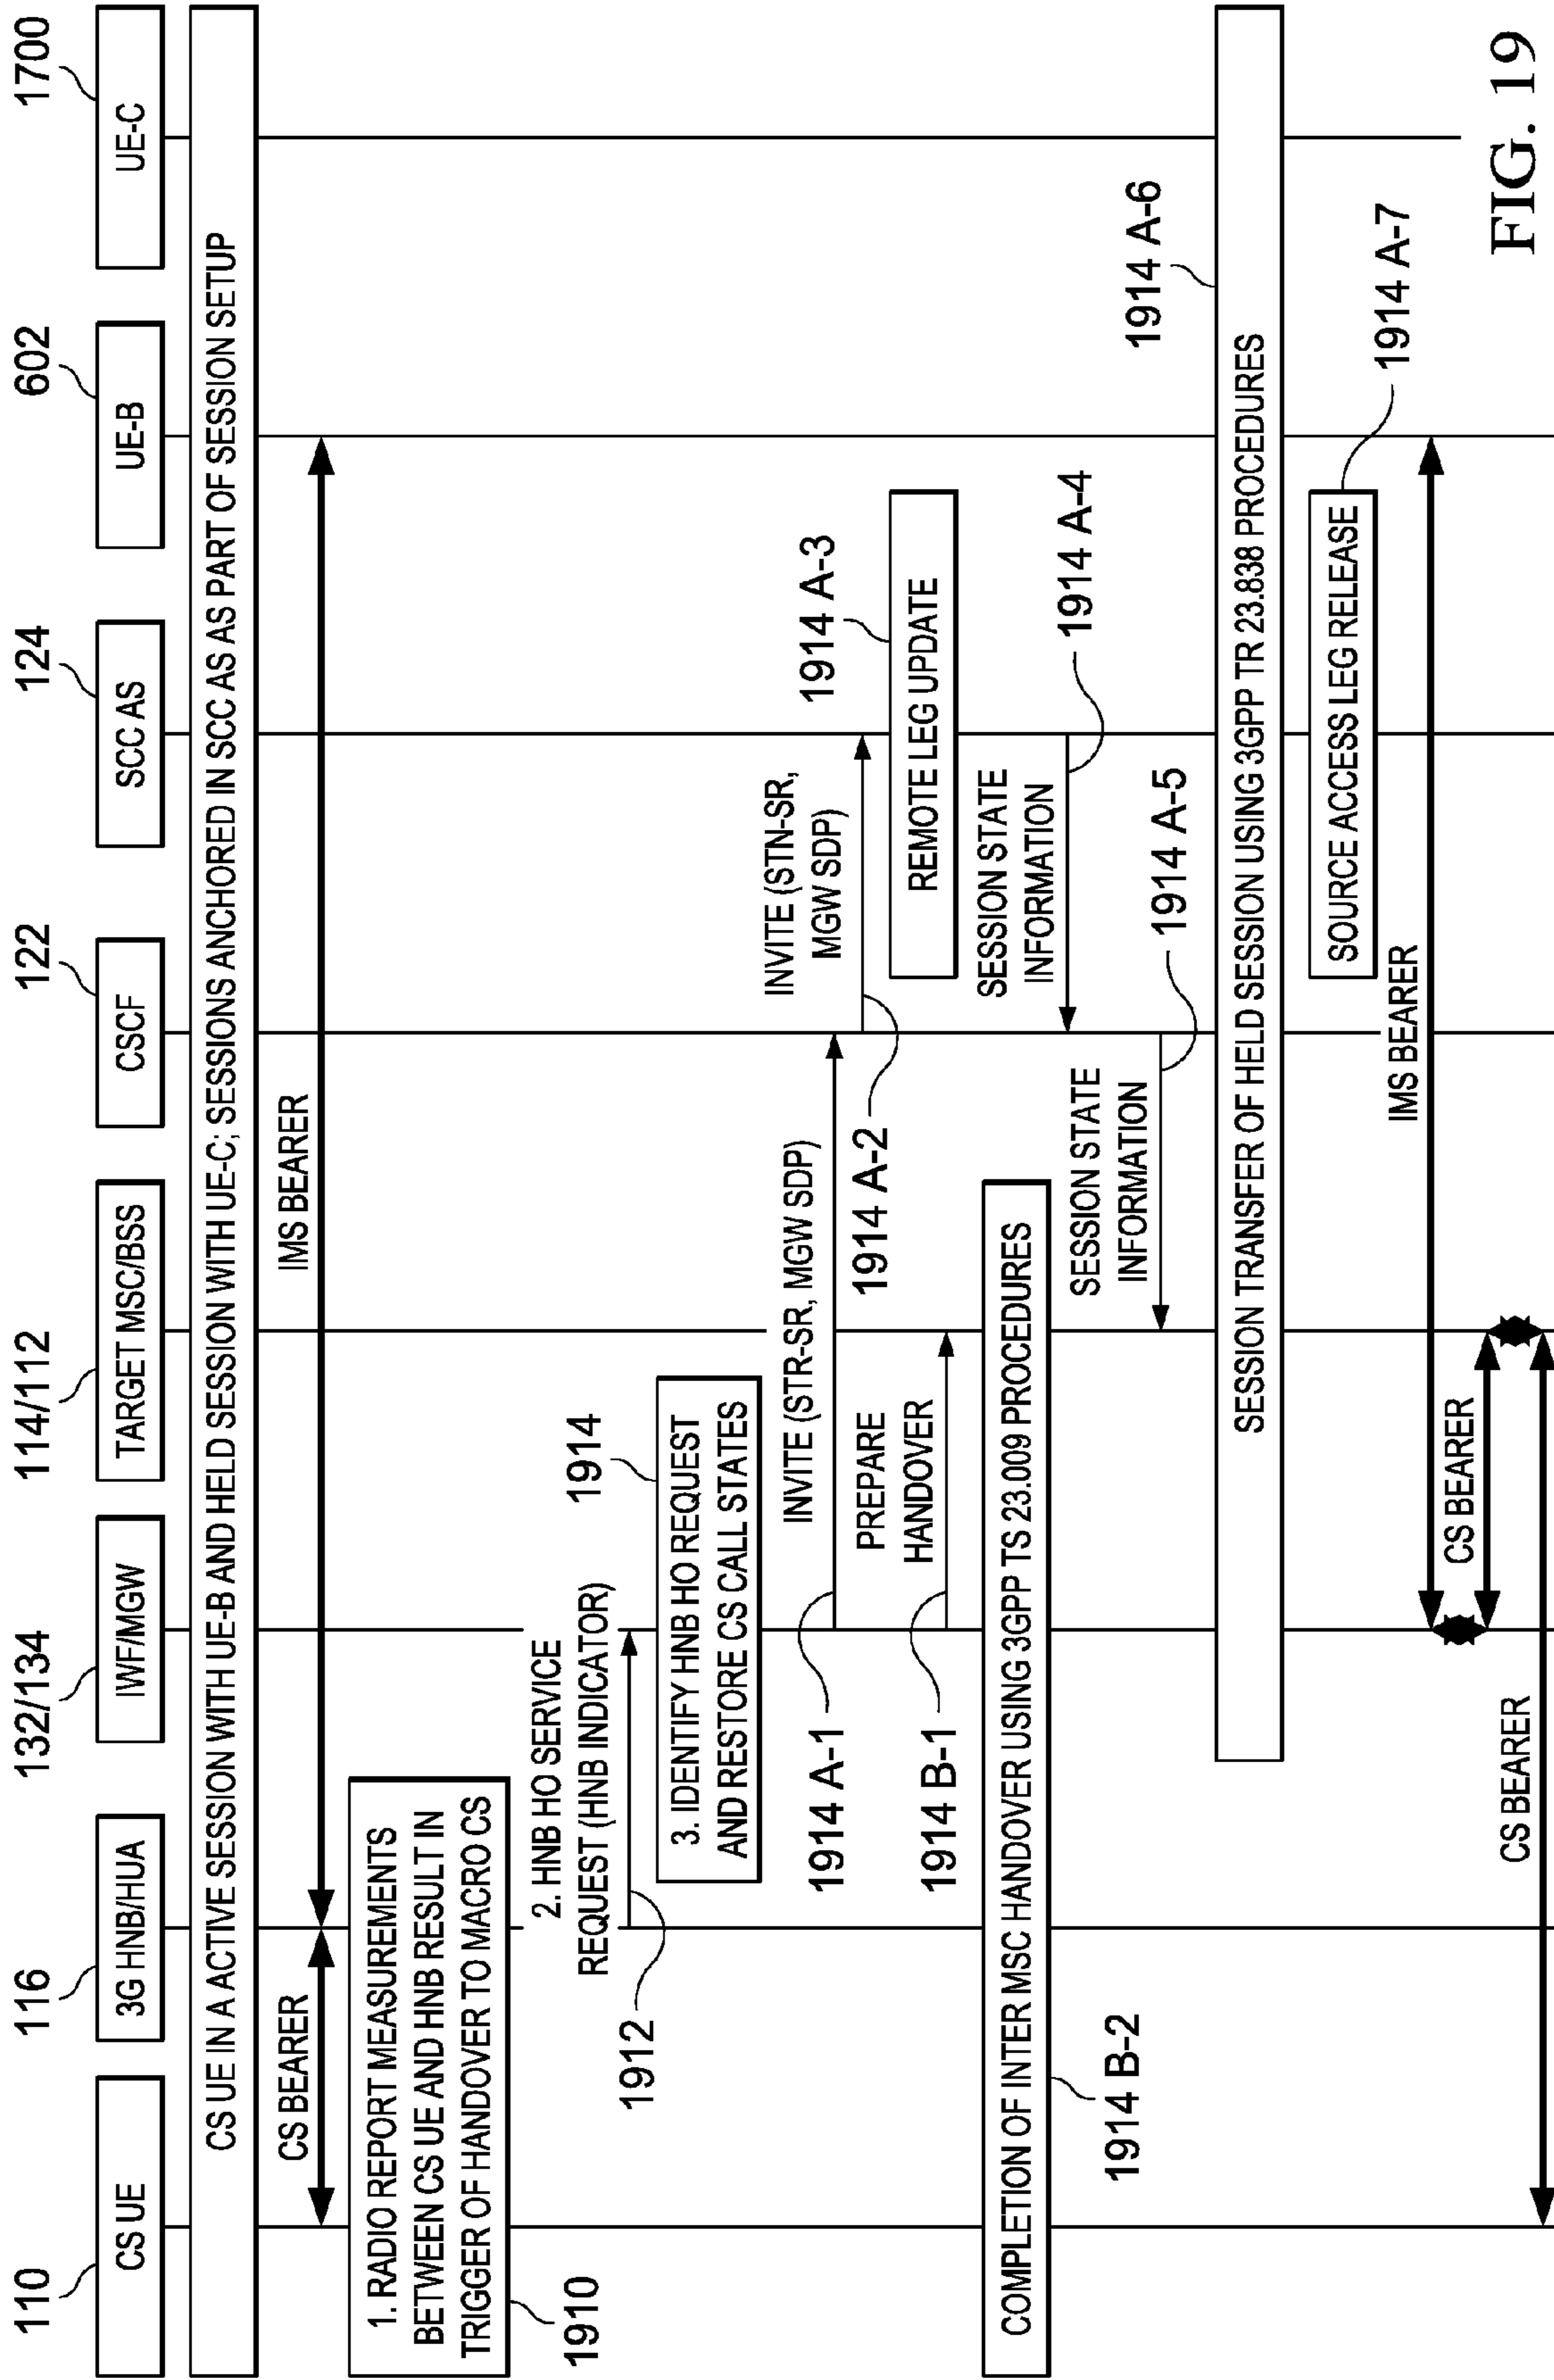 110
116
132/134
114/112
122
124
602
1700
CS UE
3G HNB/HUA
IWF/MGW
TARGET MSC/BSS
CSCF
SCC AS
UE-B
UE-C
CS UE IN A ACTIVE SESSION WITH UE-B AND HELD SESSION WITH UE-C; SESSIONS ANCHORED IN SCC AS AS PART OF SESSION SETUP
CS BEARER
IMS BEARER
1. RADIO REPORT MEASUREMENTS
BETWEEN CS UE AND HNB RESULT IN
TRIGGER OF HANDOVER TO MACRO CS
1910
2. HNB HO SERVICE
REQUEST (HNB INDICATOR)
1912
1914
3. IDENTIFY HNB HO REQUEST
AND RESTORE CS CALL STATES
INVITE (STR-SR, MGW SDP)
1914 A-1
INVITE (STN-SR,
MGW SDP)
1914 A-2
1914 A-3
REMOTE LEG UPDATE
PREPARE
HANDOVER
1914 B-1
COMPLETION OF INTER MSC HANDOVER USING 3GPP TS 23.009 PROCEDURES
1914 B-2
SESSION STATE
INFORMATION
1914 A-4
SESSION STATE
INFORMATION
1914 A-5
1914 A-6
SESSION TRANSFER OF HELD SESSION USING 3GPP TR 23.838 PROCEDURES
SOURCE ACCESS LEG RELEASE
1914 A-7
IMS BEARER
CS BEARER
CS BEARER
FIG. 19